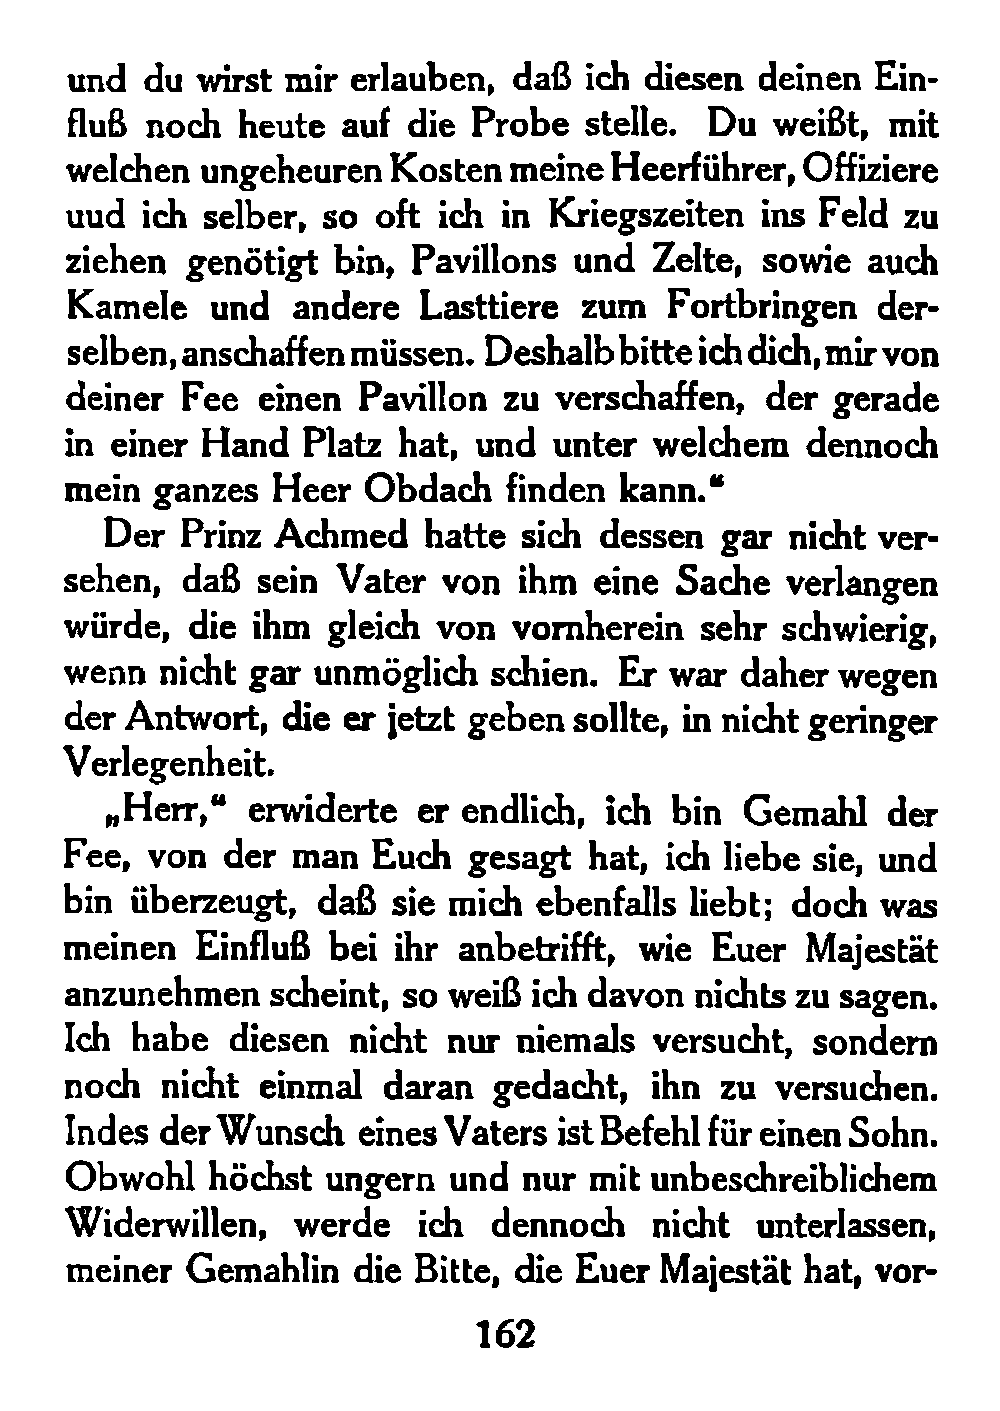 und du wirst mir erlauben, daß ich diesen deinen Ein-
fluß noch heute auf die Probe stelle. Du weißt, mit
welchen ungeheuren Kosten meine Heerführer, Offiziere
uud ich selber, so oft ich in Kriegszeiten ins Feld zu
ziehen genötigt bin, Pavillons und Zelte, sowie auch
Kamele und andere Lasttiere zum Fortbringen der-
selben, anschaffen müssen. Deshalb bitte ich dich, mir von
deiner Fee einen Pavillon zu verschaffen, der gerade
in einer Hand Platz hat, und unter welchem dennoch
mein ganzes Heer Obdach finden kann.“
Der Prinz Achmed hatte sich dessen gar nicht ver-
sehen, daß sein Vater von ihm eine Sache verlangen
würde, die ihm gleich von vornherein sehr schwierig,
wenn nicht gar unmöglich schien. Er war daher wegen
der Antwort, die er jetzt geben sollte, in nicht geringer
Verlegenheit.
„Herr,“ erwiderte er endlich, ich bin Gemahl der
Fee, von der man Euch gesagt hat, ich liebe sie, und
bin überzeugt, daß sie mich ebenfalls liebt; doch was
meinen Einfluß bei ihr anbetrifft, wie Euer Majestät
anzunehmen scheint, so weiß ich davon nichts zu sagen.
Ich habe diesen nicht nur niemals versucht, sondern
noch nicht einmal daran gedacht, ihn zu versuchen.
Indes der Wunsch eines Vaters ist Befehl für einen Sohn.
Obwohl höchst ungern und nur mit unbeschreiblichem
Widerwillen, werde ich dennoch nicht unterlassen,
meiner Gemahlin die Bitte, die Euer Majestät hat, vor-
162